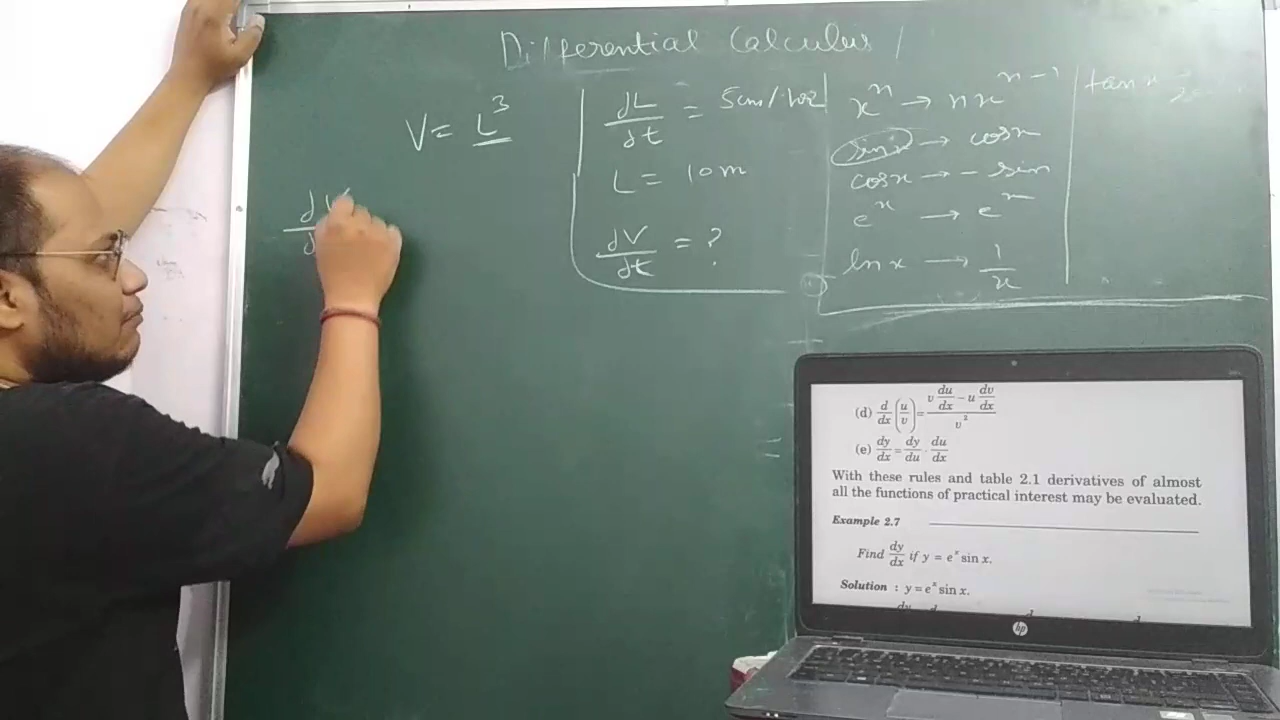 Differential Calculus
V = L³
dL/dt = 5cm/sec
L = 10m
dV/dt = ?
xⁿ → nxⁿ⁻¹
sinx → cosx
cosx → - sin
eˣ → eˣ
lnx → 1/x
tanx
d
(d) d/dx (u/v) = (v du/dx − u dv/dx)/v²
(e) dy/dx = dy/du · du/dx
With these rules and table 2.1 derivatives of almost
all the functions of practical interest may be evaluated.
Example 2.7
Find dy/dx if y = eˣ sin x.
Solution : y = eˣ sin x.
hp